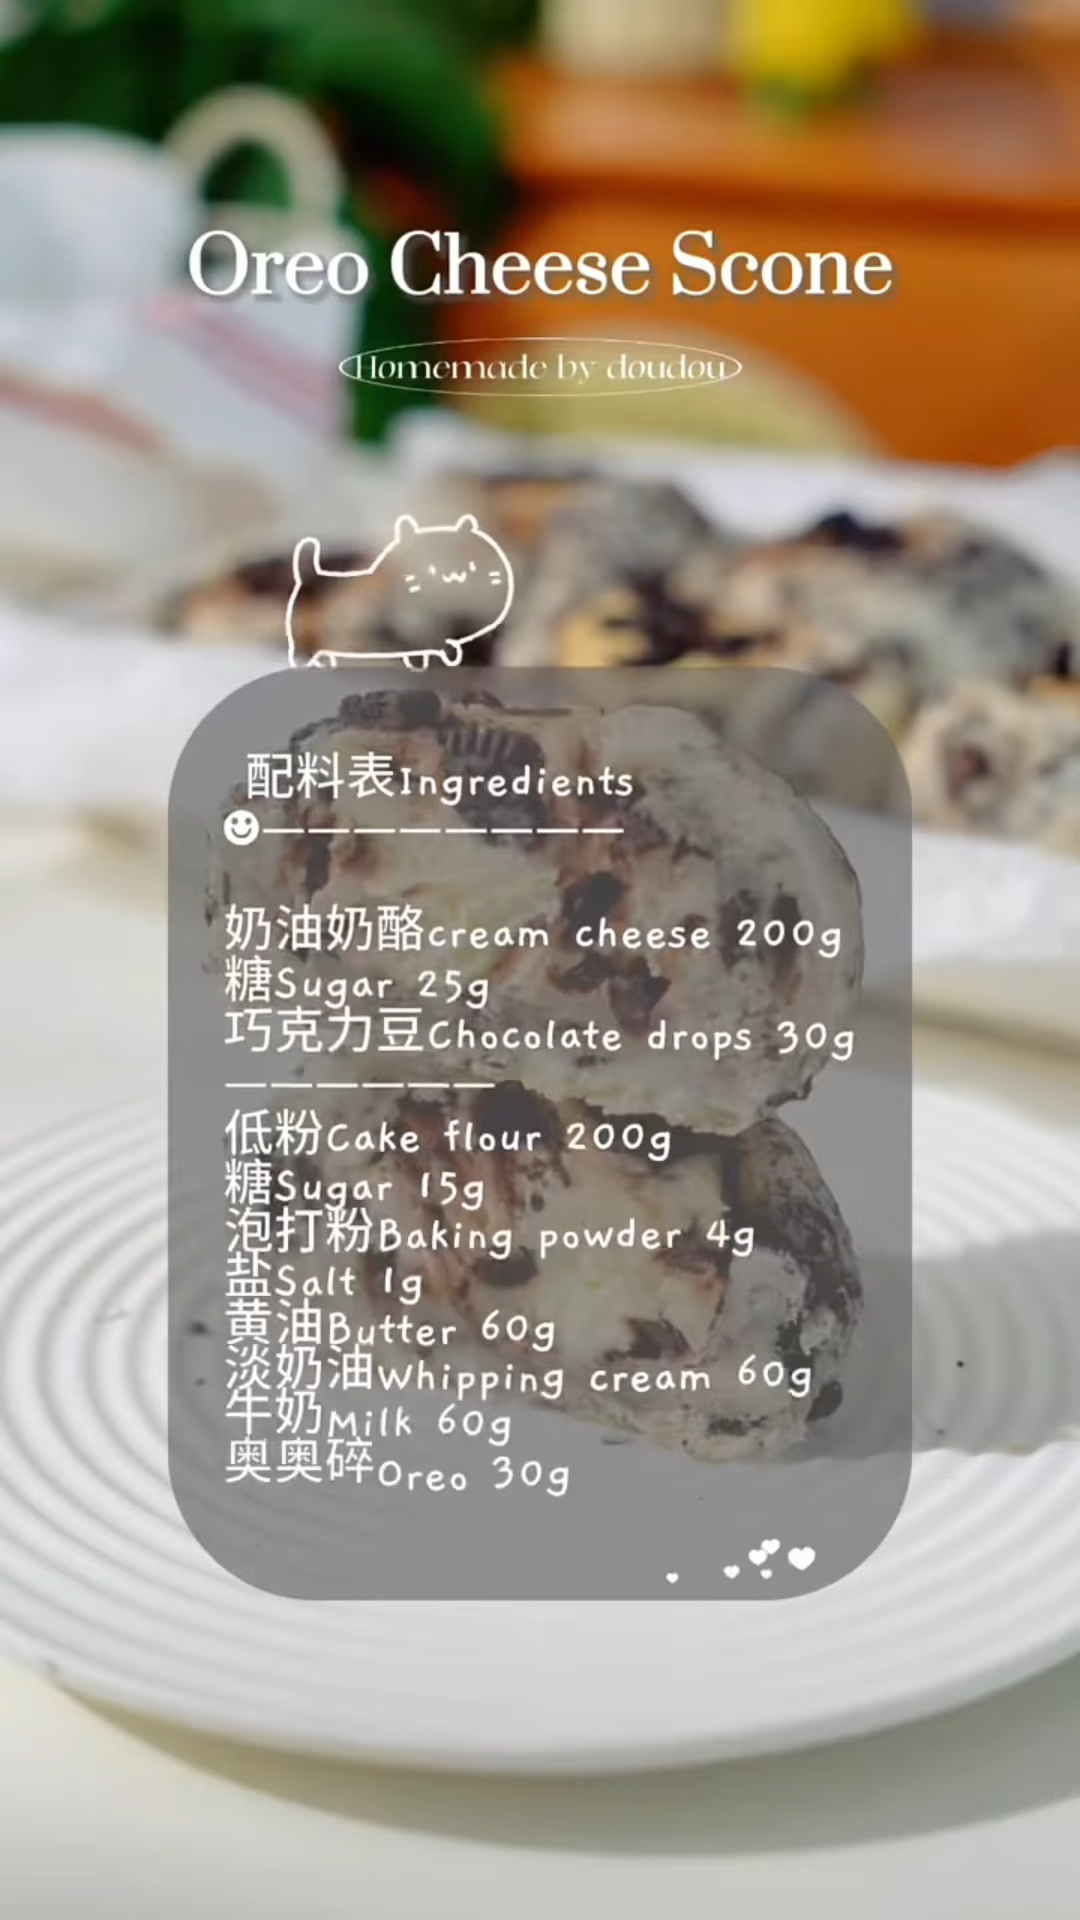 Oreo Cheese Scone
Homemade by doudou
配料表Ingredients
—————————
奶油奶酪cream cheese 200g
糖Sugar 25g
巧克力豆Chocolate drops 30g
——————
低粉Cake flour 200g
糖Sugar 15g
泡打粉Baking powder 4g
盐Salt 1g
黄油Butter 60g
淡奶油Whipping cream 60g
牛奶Milk 60g
奥奥碎Oreo 30g